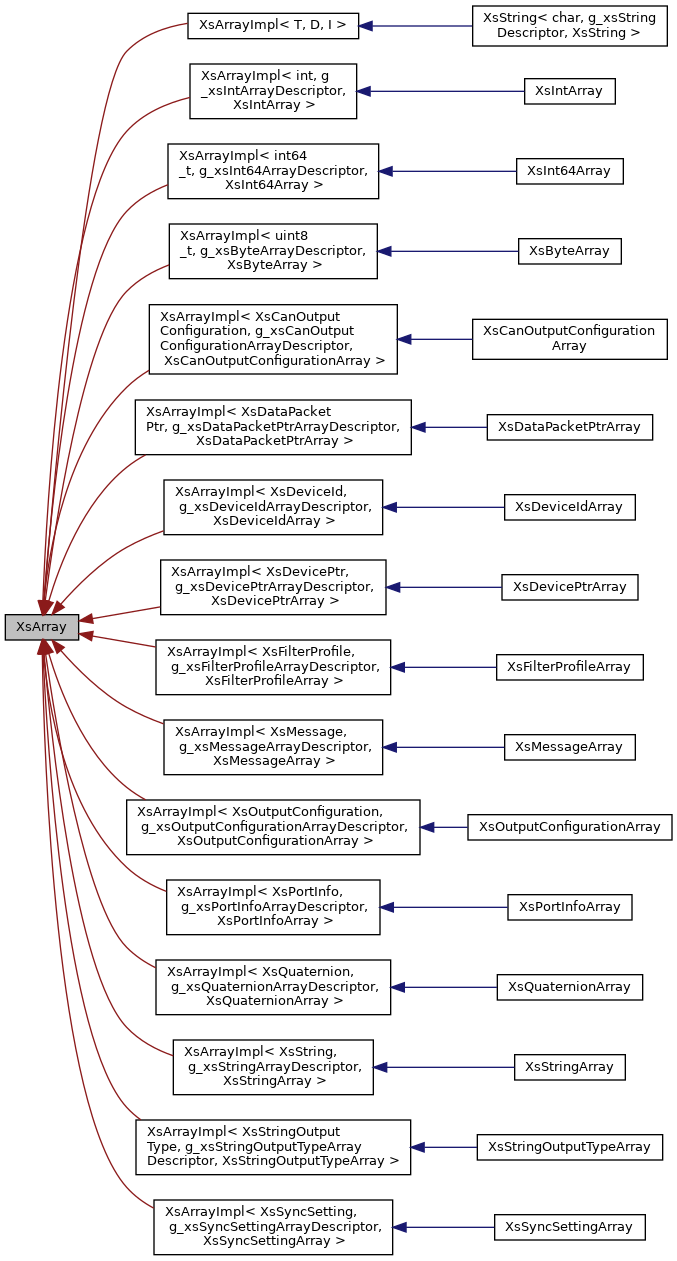 XsArrayImpl< T, D, I >
XsString< char, g_xsString
Descriptor, XsString >
XsArrayImpl< int, g
_xsIntArrayDescriptor,
XsIntArray >
XsIntArray
XsArrayImpl< int64
_t, g_xsInt64ArrayDescriptor,
XsInt64Array >
XsInt64Array
XsArrayImpl< uint8
_t, g_xsByteArrayDescriptor,
XsByteArray >
XsByteArray
XsArrayImpl< XsCanOutput
Configuration, g_xsCanOutput
ConfigurationArrayDescriptor,
XsCanOutputConfigurationArray >
XsCanOutputConfiguration
Array
XsArrayImpl< XsDataPacket
Ptr, g_xsDataPacketPtrArrayDescriptor,
XsDataPacketPtrArray >
XsDataPacketPtrArray
XsArrayImpl< XsDeviceId,
g_xsDeviceIdArrayDescriptor,
XsDeviceIdArray >
XsDeviceIdArray
XsArrayImpl< XsDevicePtr,
g_xsDevicePtrArrayDescriptor,
XsDevicePtrArray >
XsDevicePtrArray
XsArray
XsArrayImpl< XsFilterProfile,
g_xsFilterProfileArrayDescriptor,
XsFilterProfileArray >
XsFilterProfileArray
XsArrayImpl< XsMessage,
g_xsMessageArrayDescriptor,
XsMessageArray >
XsMessageArray
XsArrayImpl< XsOutputConfiguration,
g_xsOutputConfigurationArrayDescriptor,
XsOutputConfigurationArray >
XsOutputConfigurationArray
XsArrayImpl< XsPortInfo,
g_xsPortInfoArrayDescriptor,
XsPortInfoArray >
XsPortInfoArray
XsArrayImpl< XsQuaternion,
g_xsQuaternionArrayDescriptor,
XsQuaternionArray >
XsQuaternionArray
XsArrayImpl< XsString,
g_xsStringArrayDescriptor,
XsStringArray >
XsStringArray
XsArrayImpl< XsStringOutput
Type, g_xsStringOutputTypeArray
Descriptor, XsStringOutputTypeArray >
XsStringOutputTypeArray
XsArrayImpl< XsSyncSetting,
g_xsSyncSettingArrayDescriptor,
XsSyncSettingArray >
XsSyncSettingArray